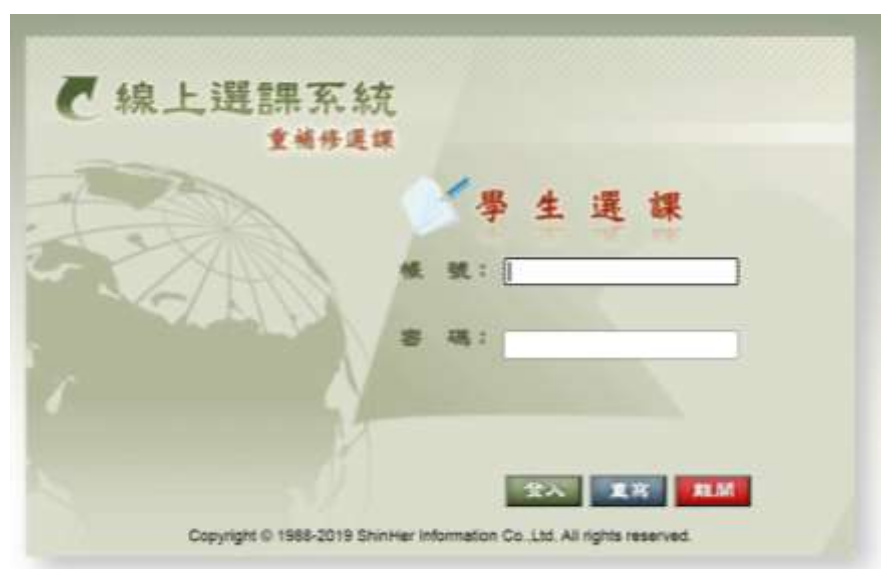 線上選課系統
重補修選課
學生選課
帳 號：
密 碼：
登入 重寫 離開
Copyright © 1988-2019 ShinHer Information Co.,Ltd. All rights reserved.